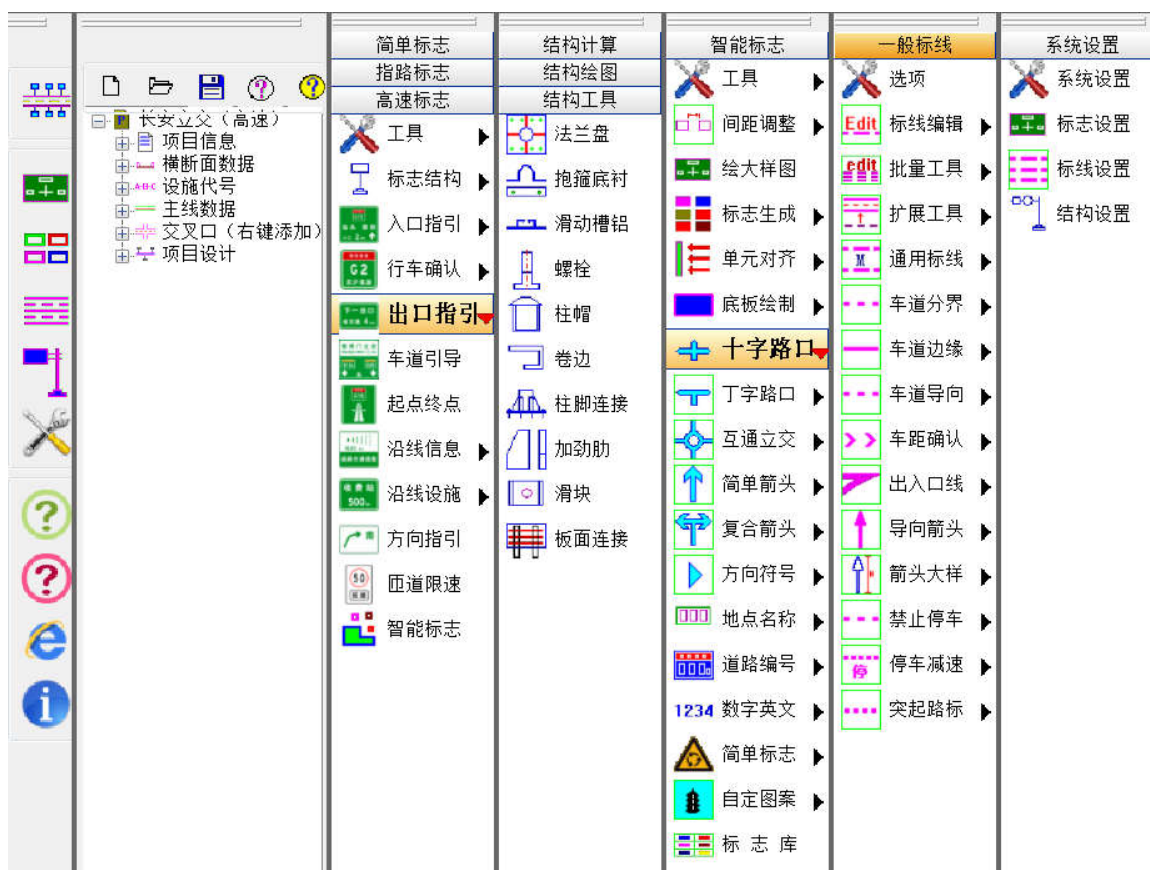 长安立交（高速）
项目信息
横断面数据
ABC 设施代号
主线数据
交叉口（右键添加）
项目设计
简单标志
指路标志
高速标志
工具
标志结构
入口指引
G2 行车确认
出口指引
车道引导
起点终点
沿线信息
收费站 500m 沿线设施
方向指引
50 匝道限速
智能标志
结构计算
结构绘图
结构工具
法兰盘
抱箍底衬
滑动槽铝
螺栓
柱帽
卷边
柱脚连接
加劲肋
滑块
板面连接
智能标志
工具
间距调整
绘大样图
标志生成
单元对齐
底板绘制
十字路口
丁字路口
互通立交
简单箭头
复合箭头
方向符号
地点名称
道路编号
1234 数字英文
简单标志
自定图案
标 志 库
一般标线
选项
Edit 标线编辑
edit 批量工具
扩展工具
M 通用标线
车道分界
车道边缘
车道导向
车距确认
出入口线
导向箭头
箭头大样
禁止停车
停 停车减速
突起路标
系统设置
系统设置
标志设置
标线设置
结构设置